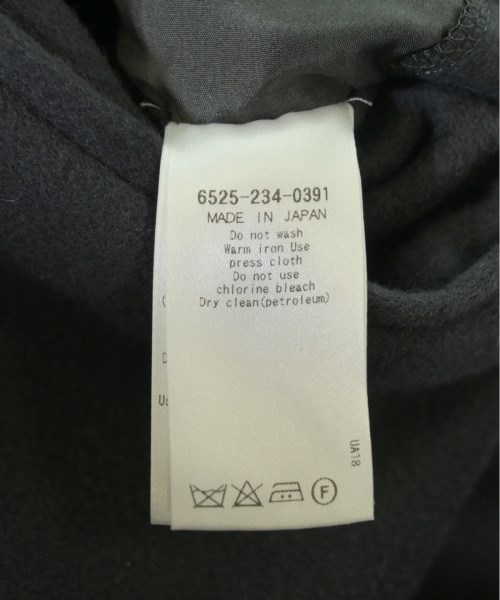 6525-234-0391
MADE IN JAPAN
Do not wash
Warm iron Use
press cloth
Do not use
chlorine bleach
Dry clean(petroleum)
UA18
F